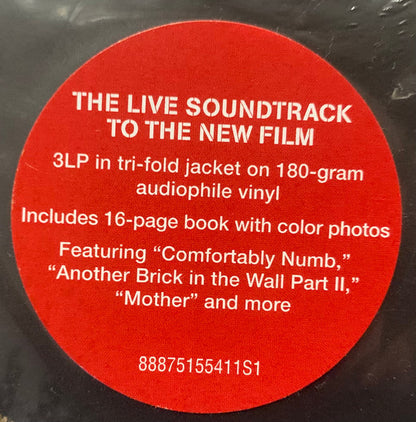 THE LIVE SOUNDTRACK
TO THE NEW FILM
3LP in tri-fold jacket on 180-gram
audiophile vinyl
Includes 16-page book with color photos
Featuring “Comfortably Numb,”
“Another Brick in the Wall Part II,”
“Mother” and more
88875155411S1